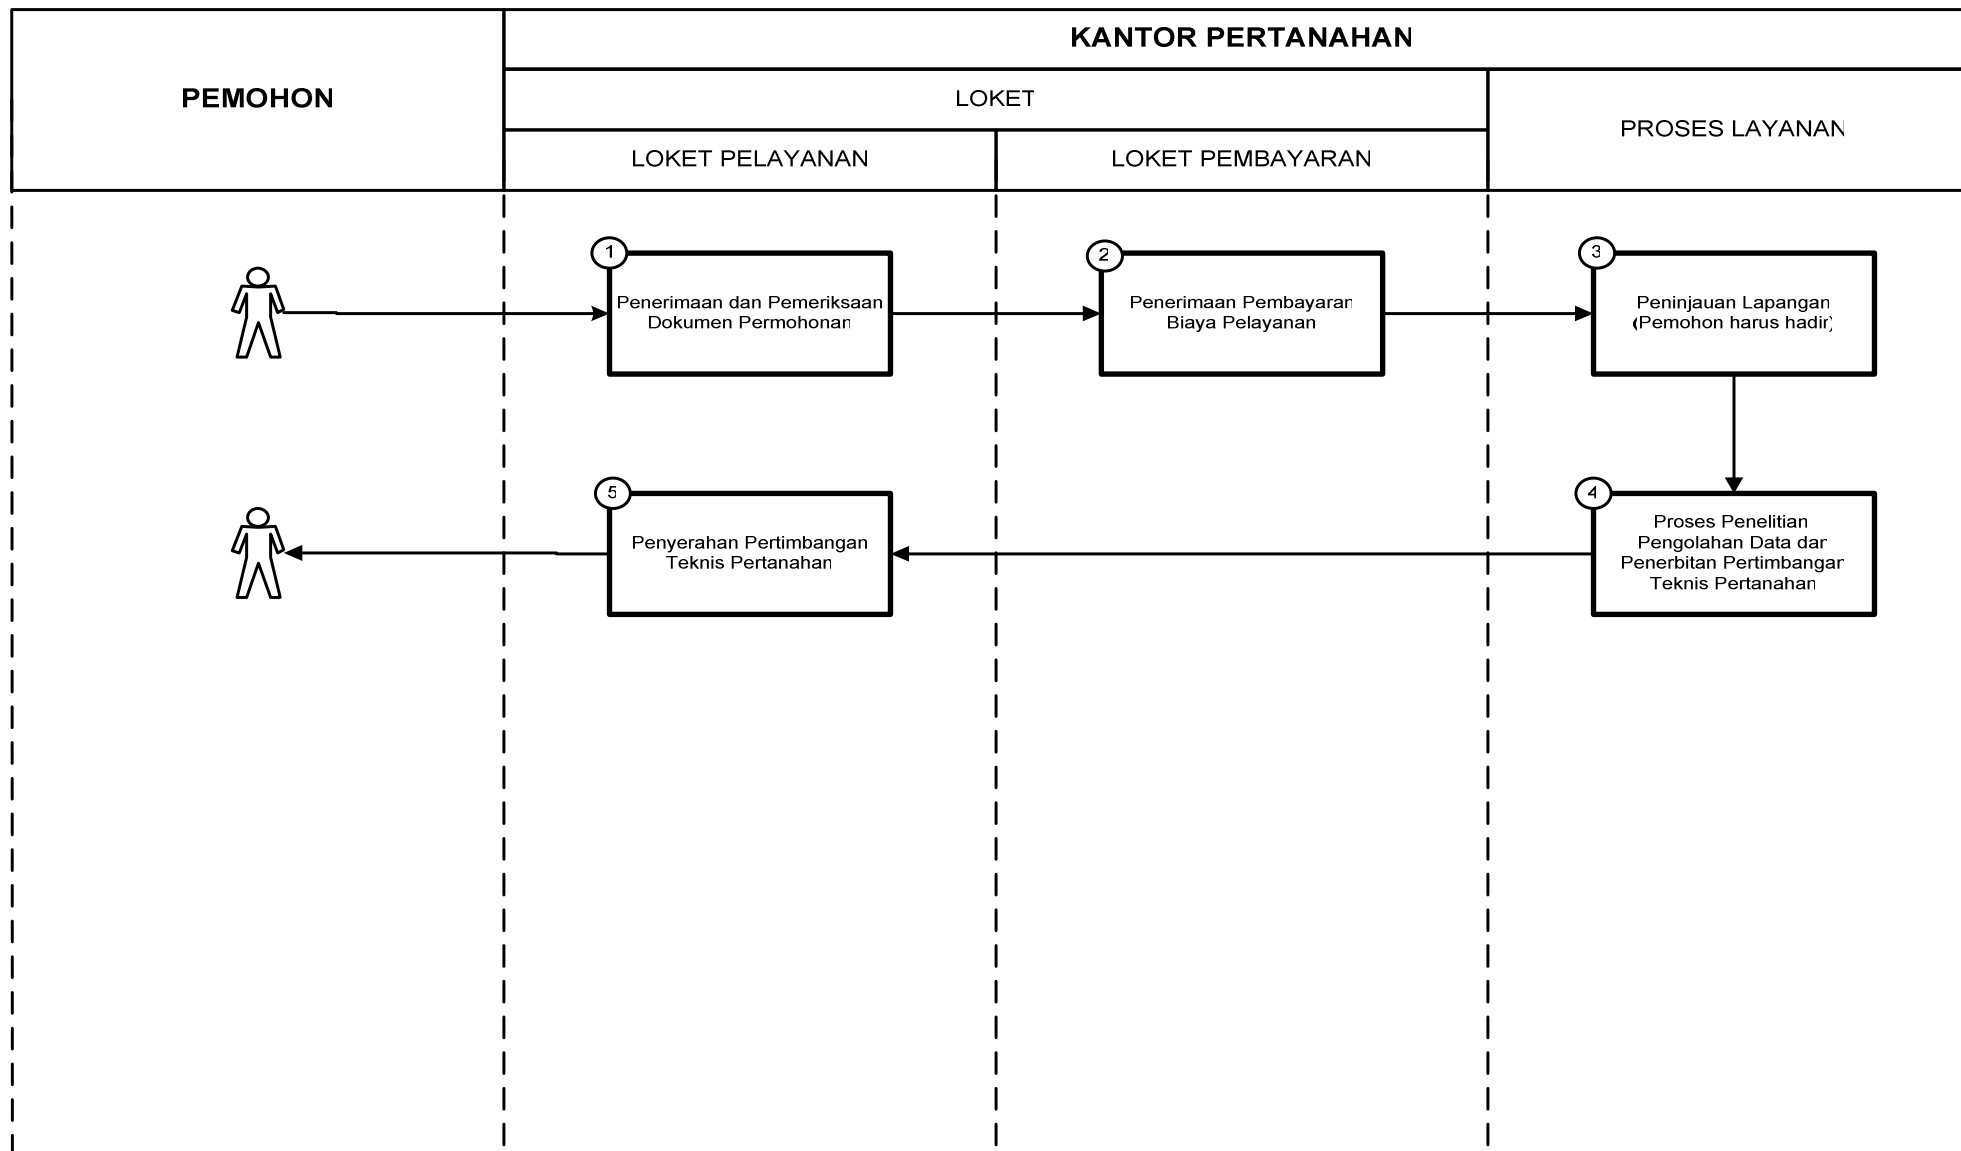 KANTOR PERTANAHAN
PEMOHON
LOKET
PROSES LAYANAN
LOKET PELAYANAN
LOKET PEMBAYARAN
1
Penerimaan dan Pemeriksaan
Dokumen Permohonan
2
Penerimaan Pembayaran
Biaya Pelayanan
3
Peninjauan Lapangan
(Pemohon harus hadir)
4
Proses Penelitian
Pengolahan Data dan
Penerbitan Pertimbangan
Teknis Pertanahan
5
Penyerahan Pertimbangan
Teknis Pertanahan